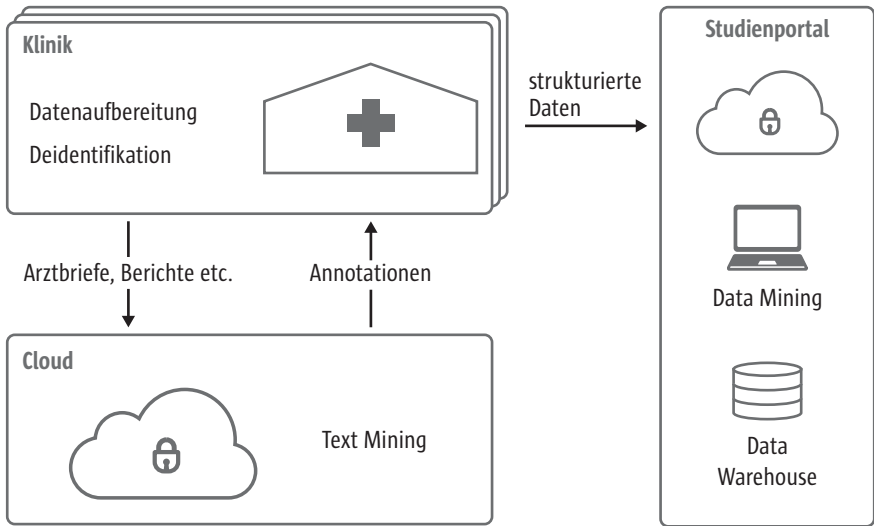 Klinik
Datenaufbereitung
Deidentifikation
strukturierte
Daten
Studienportal
Arztbriefe, Berichte etc.
Annotationen
Data Mining
Cloud
Text Mining
Data
Warehouse